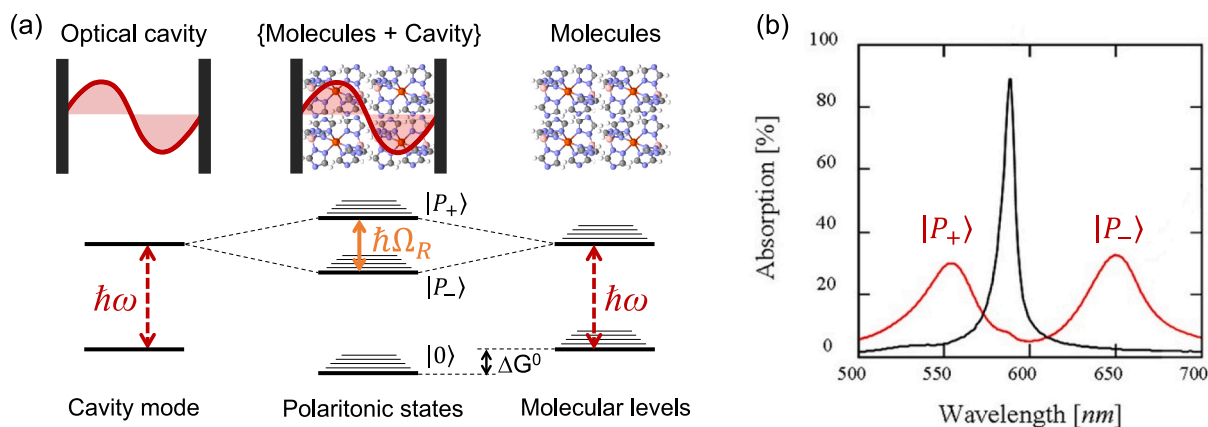 (a)
Optical cavity
{Molecules + Cavity}
Molecules
|P₊⟩
ħΩ_R
|P₋⟩
ħω
ħω
|0⟩
ΔG⁰
Cavity mode
Polaritonic states
Molecular levels
(b)
100
80
60
40
20
0
Absorption [%]
|P₊⟩
|P₋⟩
500
550
600
650
700
Wavelength [nm]